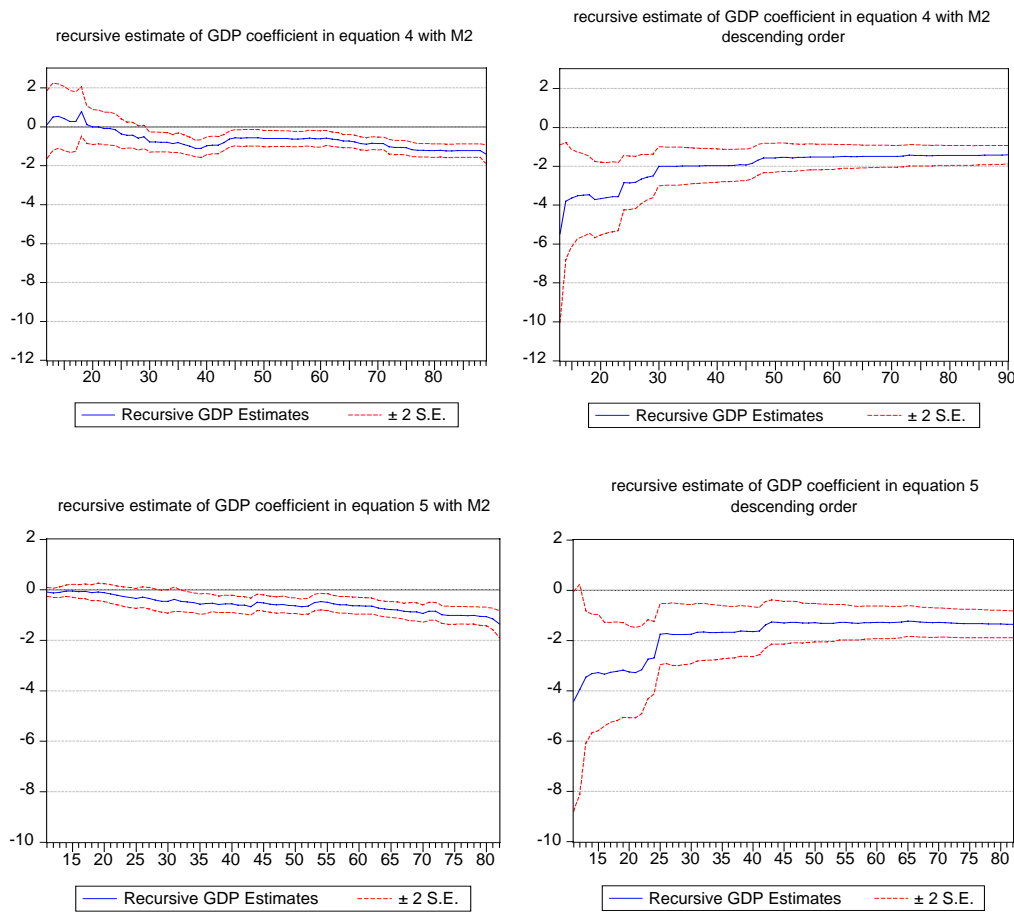 recursive estimate of GDP coefficient in equation 4 with M2
2
0
-2
-4
-6
-8
-10
-12
20 30 40 50 60 70 80
Recursive GDP Estimates ± 2 S.E.
recursive estimate of GDP coefficient in equation 4 with M2
descending order
2
0
-2
-4
-6
-8
-10
-12
20 30 40 50 60 70 80 90
Recursive GDP Estimates ± 2 S.E.
recursive estimate of GDP coefficient in equation 5 with M2
2
0
-2
-4
-6
-8
-10
15 20 25 30 35 40 45 50 55 60 65 70 75 80
Recursive GDP Estimates ± 2 S.E.
recursive estimate of GDP coefficient in equation 5
descending order
2
0
-2
-4
-6
-8
-10
15 20 25 30 35 40 45 50 55 60 65 70 75 80
Recursive GDP Estimates ± 2 S.E.